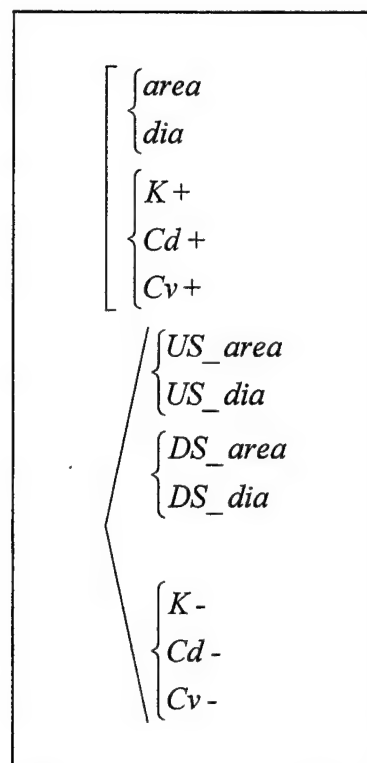 area
dia
K+
Cd+
Cv+
US_area
US_dia
DS_area
DS_dia
K-
Cd-
Cv-